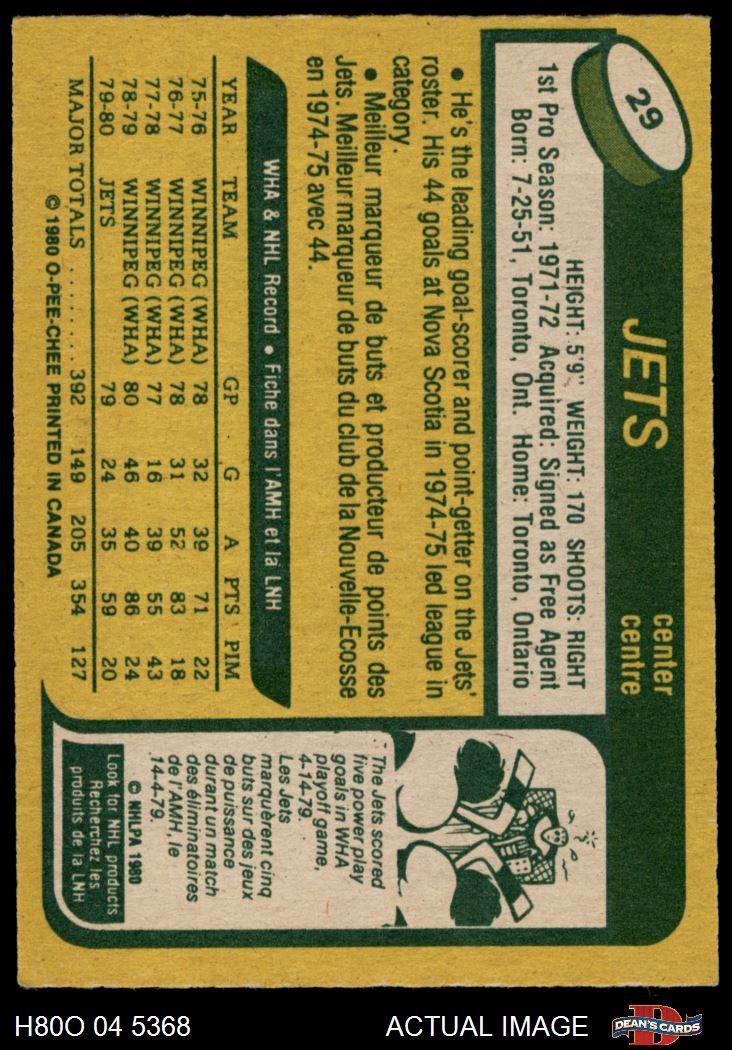 29
JETS
center
centre
HEIGHT: 5'9" WEIGHT: 170 SHOOTS: RIGHT
1st Pro Season: 1971-72 Acquired: Signed as Free Agent
Born: 7-25-51, Toronto, Ont. Home: Toronto, Ontario
• He's the leading goal-scorer and point-getter on the Jets'
roster. His 44 goals at Nova Scotia in 1974-75 led league in
category.
• Meilleur marqueur de buts et producteur de points des
Jets. Meilleur marqueur de buts du club de la Nouvelle-Ecosse
en 1974-75 avec 44.
WHA & NHL Record • Fiche dans l'AMH et la LNH
YEAR TEAM GP G A PTS PIM
75-76 WINNIPEG (WHA) 78 32 39 71 22
76-77 WINNIPEG (WHA) 78 31 52 83 18
77-78 WINNIPEG (WHA) 77 16 39 55 43
78-79 WINNIPEG (WHA) 80 46 40 86 24
79-80 JETS 79 24 35 59 20
MAJOR TOTALS ........ 392 149 205 354 127
© 1980 O-PEE-CHEE PRINTED IN CANADA
The Jets scored
five power play
goals in WHA
playoff game,
4-14-79.
Les Jets
marquèrent cinq
buts sur des jeux
de puissance
durant un match
des éliminatoires
de l'AMH, le
14-4-79.
© NHLPA 1980
Look for NHL products
Recherchez les
produits de la LNH
H80O 04 5368
ACTUAL IMAGE
D
DEAN'S CARDS